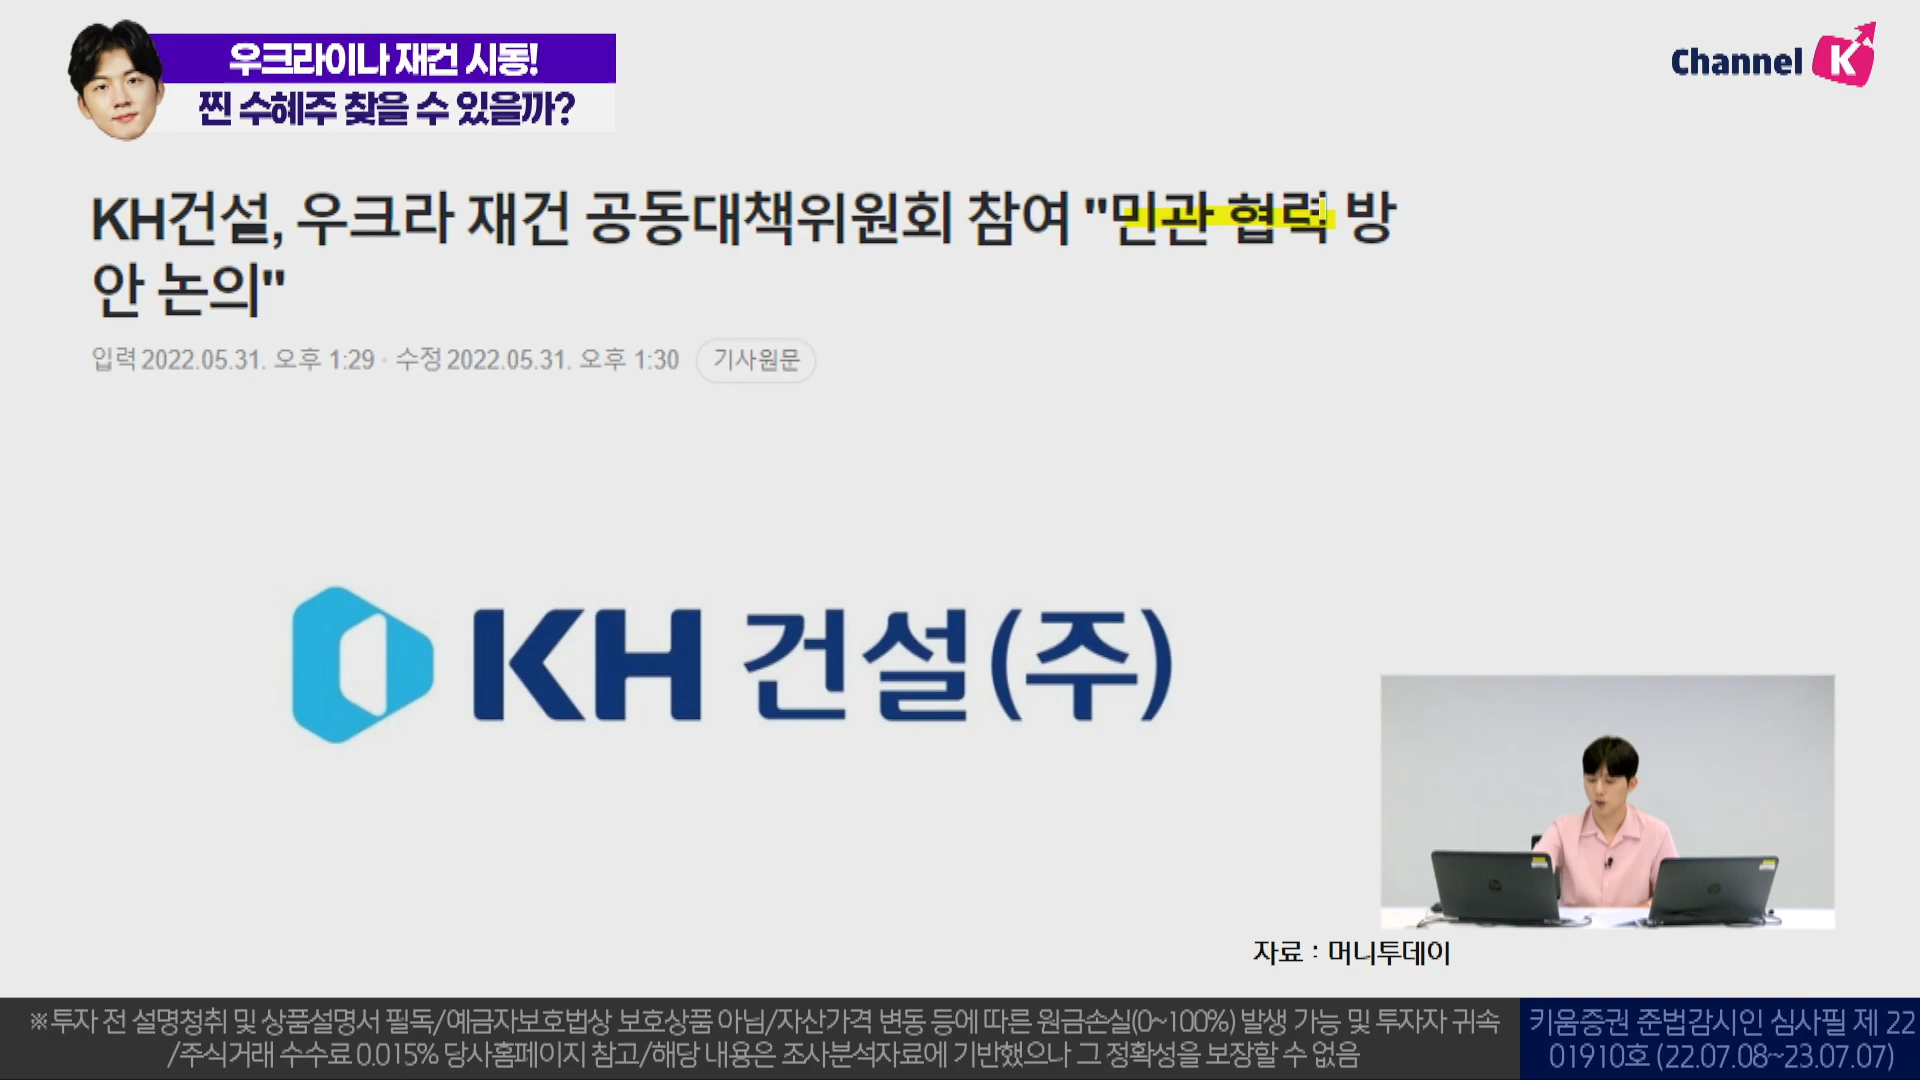 우크라이나 재건 시동!
찐 수혜주 찾을 수 있을까?
Channel K
KH건설, 우크라 재건 공동대책위원회 참여 "민관 협력 방
안 논의"
입력 2022.05.31. 오후 1:29 · 수정 2022.05.31. 오후 1:30 기사원문
KH 건설(주)
자료 : 머니투데이
※투자 전 설명청취 및 상품설명서 필독/예금자보호법상 보호상품 아님/자산가격 변동 등에 따른 원금손실(0~100%) 발생 가능 및 투자자 귀속
/주식거래 수수료 0.015% 당사홈페이지 참고/해당 내용은 조사분석자료에 기반했으나 그 정확성을 보장할 수 없음
키움증권 준법감시인 심사필 제 22
01910호 (22.07.08~23.07.07)